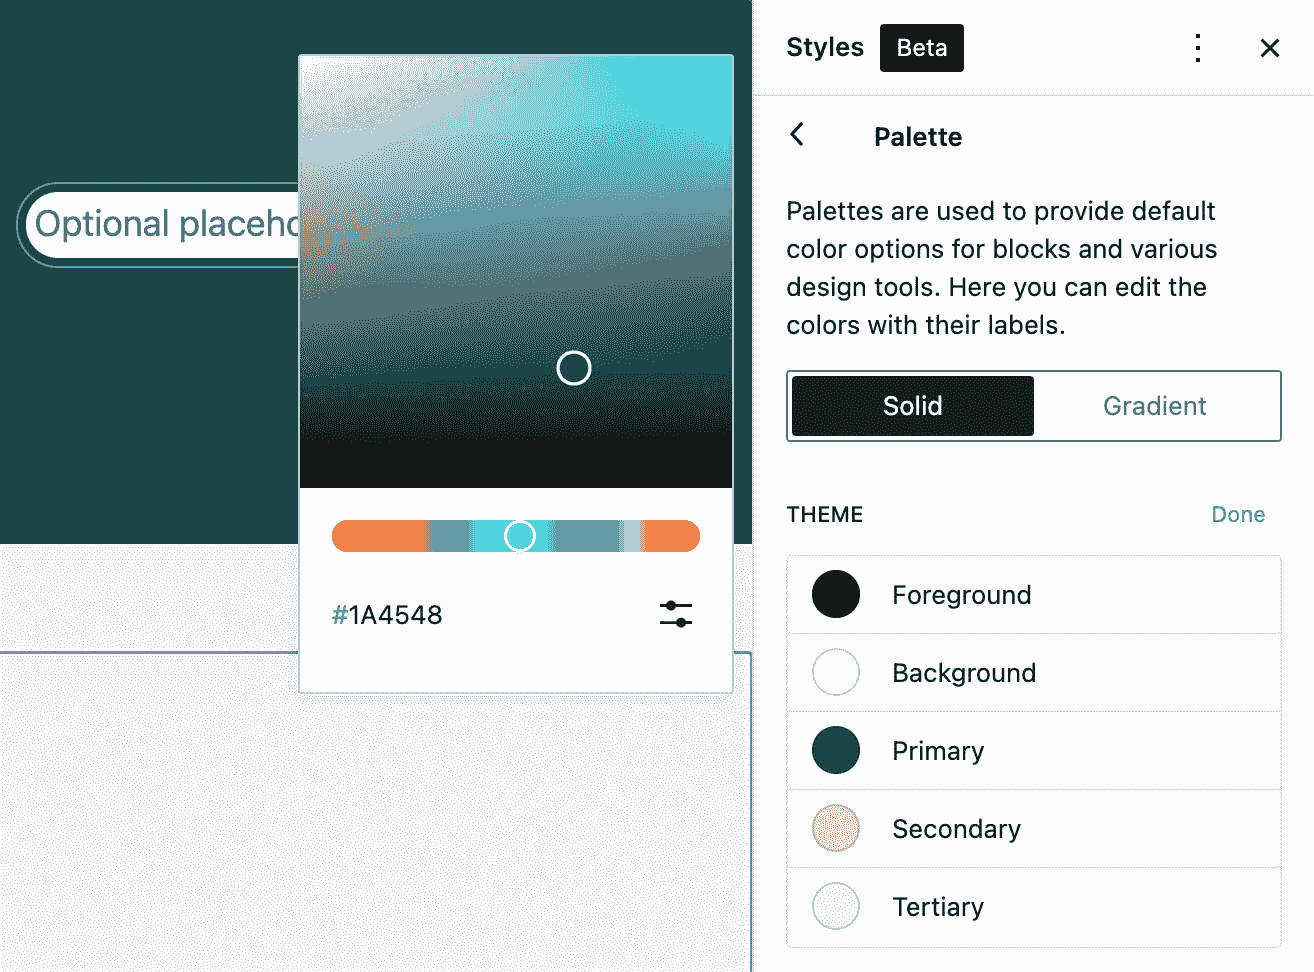 Optional placeho
#1A4548
Styles
Beta
Palette
Palettes are used to provide default
color options for blocks and various
design tools. Here you can edit the
colors with their labels.
Solid
Gradient
THEME
Done
Foreground
Background
Primary
Secondary
Tertiary